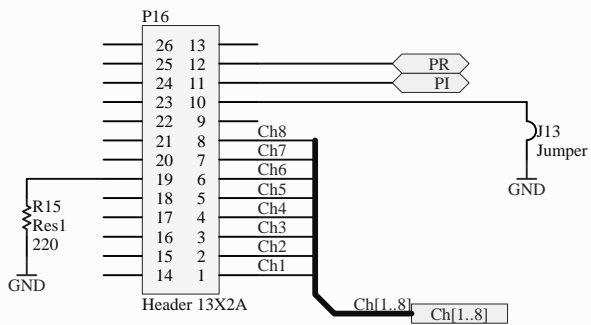 P16
26 13
25 12 PR
24 11 PI
23 10
22 9
21 8 Ch8
20 7 Ch7
19 6 Ch6
18 5 Ch5
17 4 Ch4
16 3 Ch3
15 2 Ch2
14 1 Ch1
Header 13X2A
J13
Jumper
GND
R15
Res1
220
GND
Ch[1..8]
Ch[1..8]